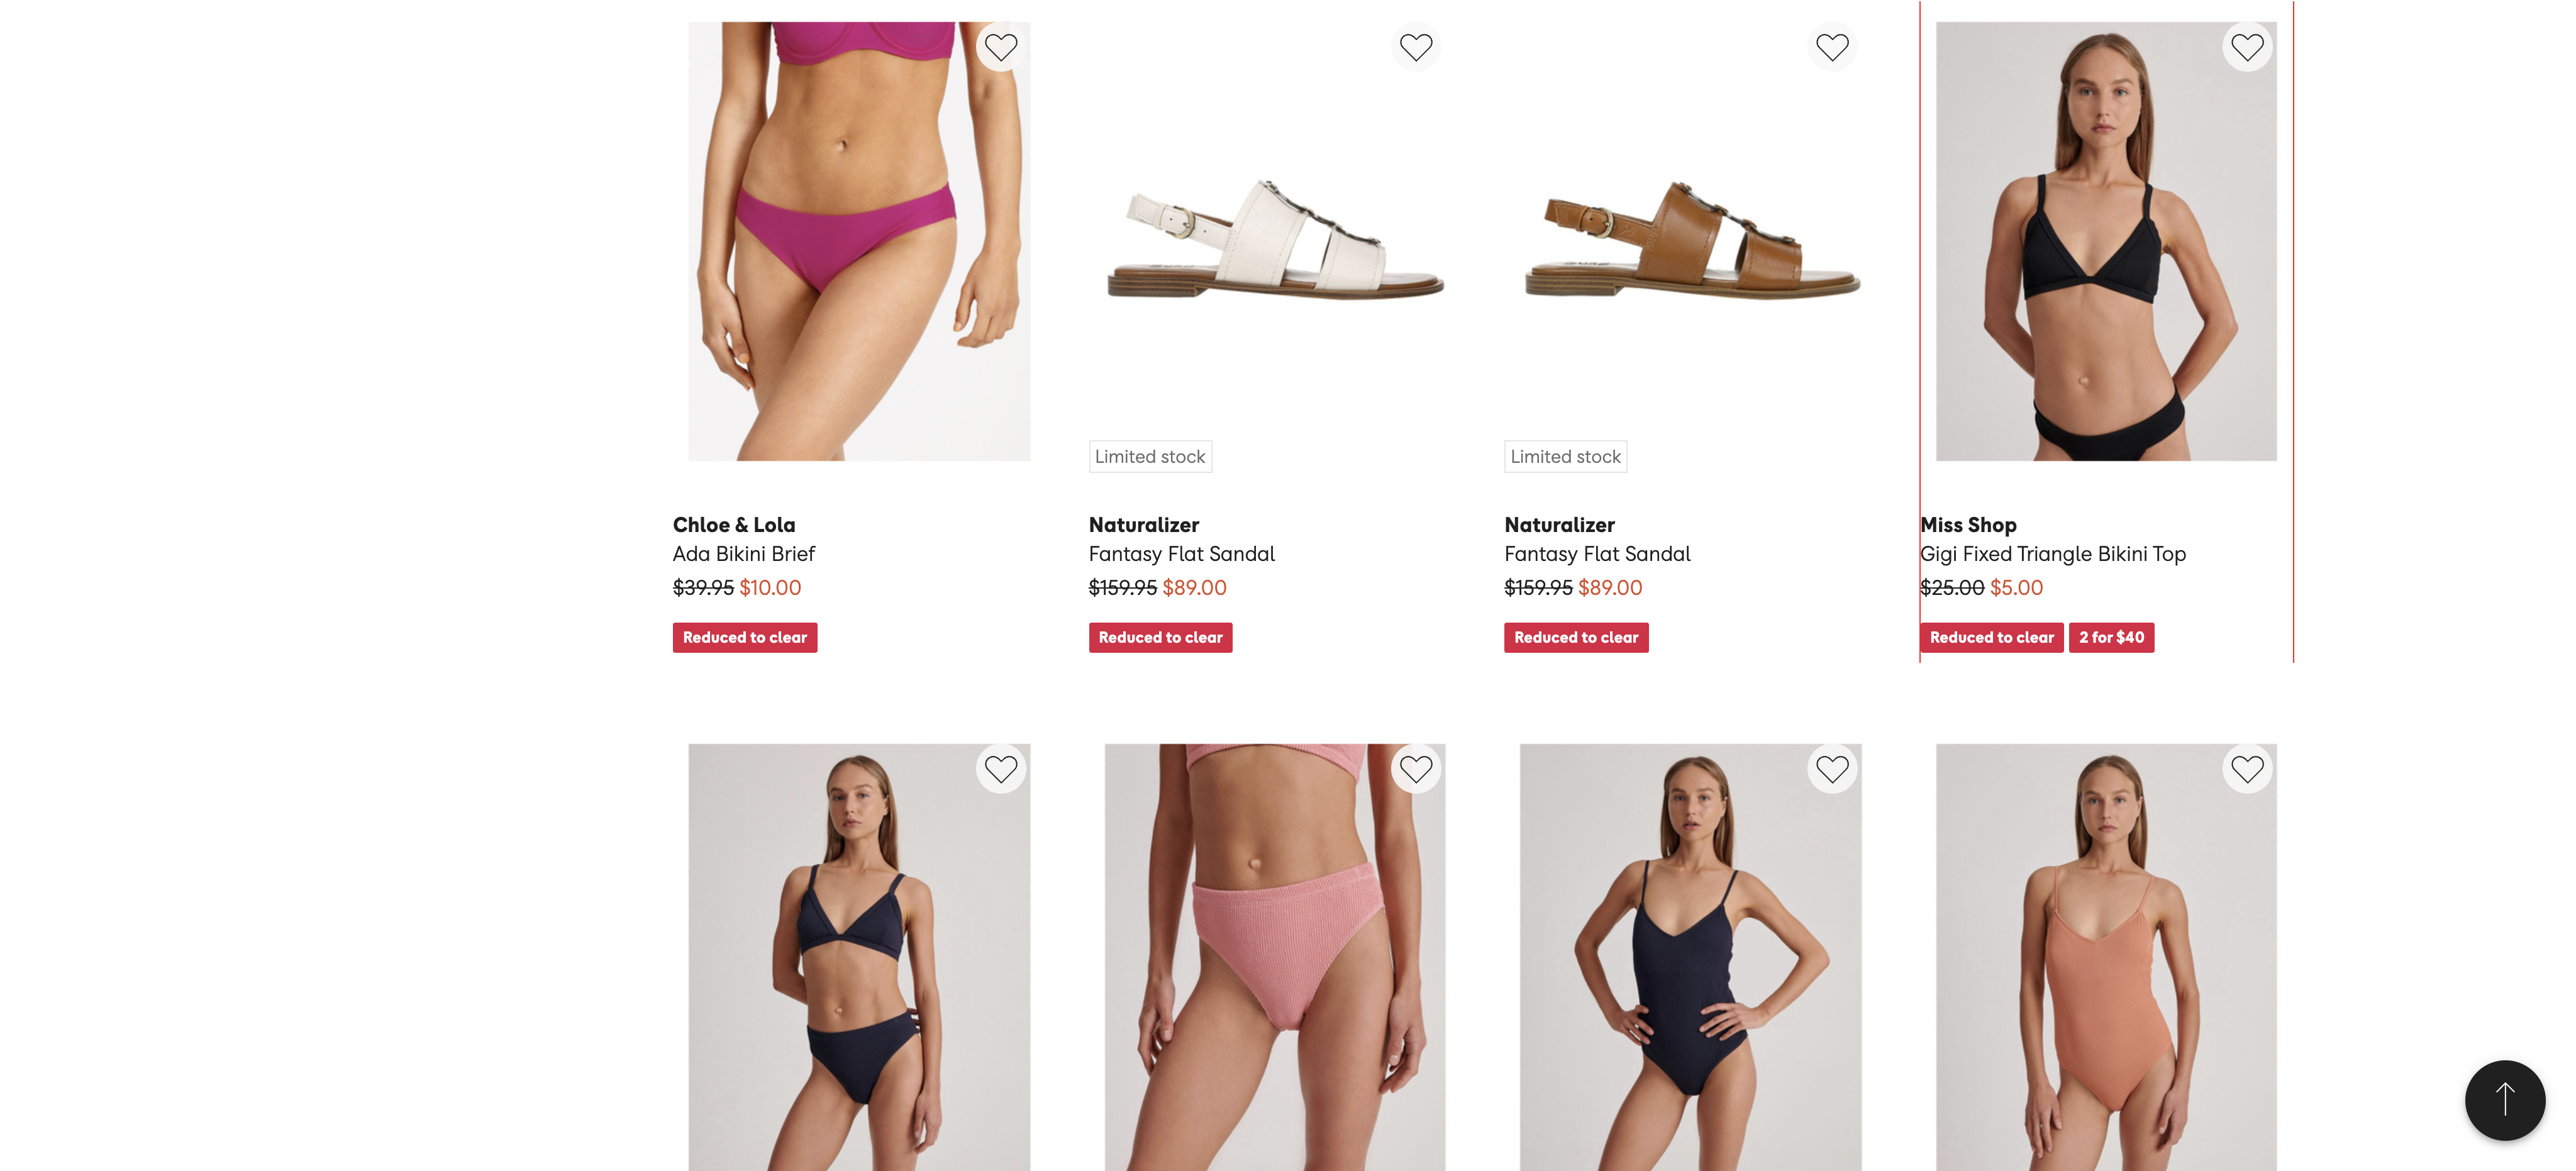 Limited stock
Limited stock
Chloe & Lola
Ada Bikini Brief
$39.95 $10.00
Reduced to clear
Naturalizer
Fantasy Flat Sandal
$159.95 $89.00
Reduced to clear
Naturalizer
Fantasy Flat Sandal
$159.95 $89.00
Reduced to clear
Miss Shop
Gigi Fixed Triangle Bikini Top
$25.00 $5.00
Reduced to clear 2 for $40